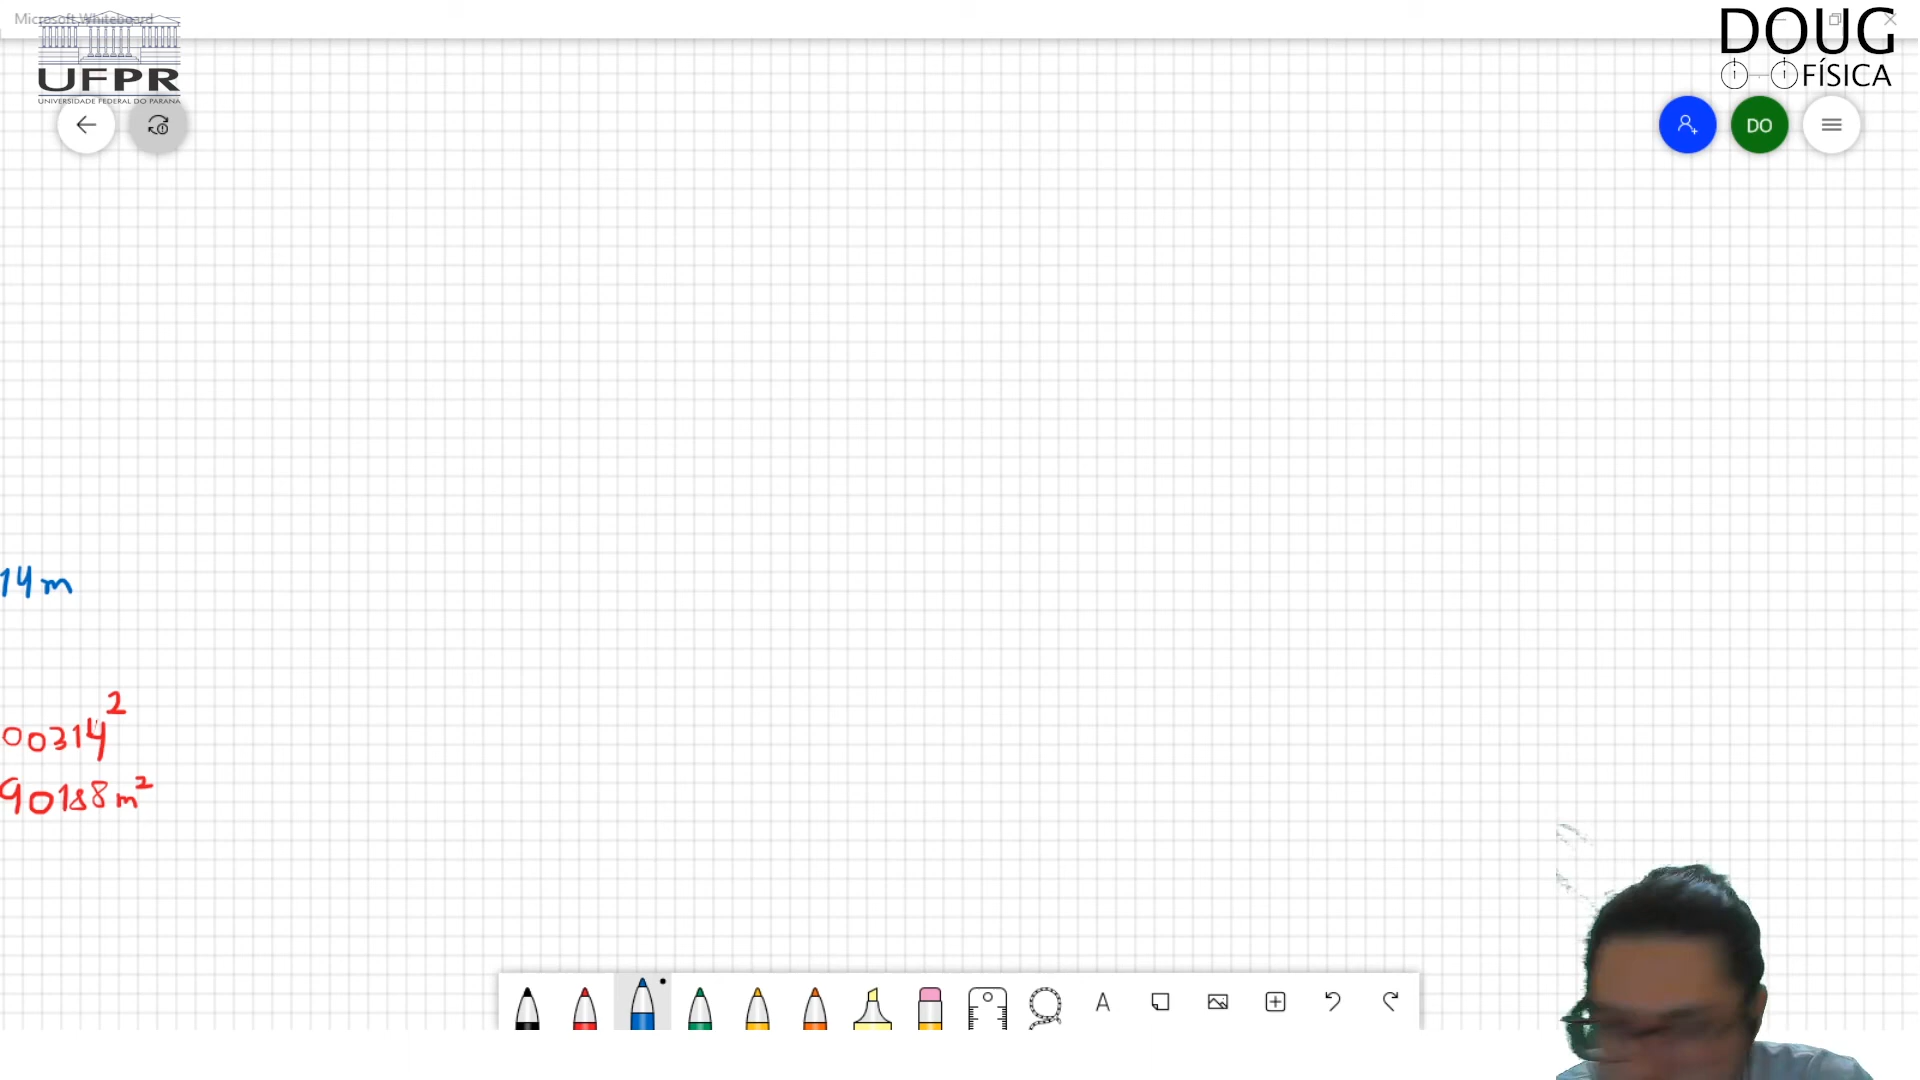 Microsoft Whiteboard
UFPR
UNIVERSIDADE FEDERAL DO PARANÁ
DOUG
FÍSICA
DO
14 m
00314²
90188 m²
A